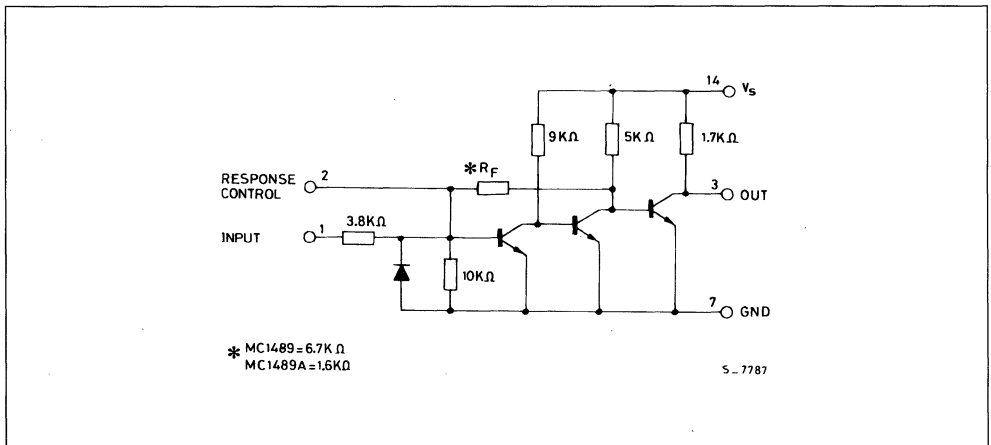 14 Vs
9KΩ 5KΩ 1.7KΩ
*RF
RESPONSE
CONTROL 2
3 OUT
INPUT 1 3.8KΩ
10KΩ
7 GND
* MC1489=6.7KΩ
MC1489A=1.6KΩ
S_7787